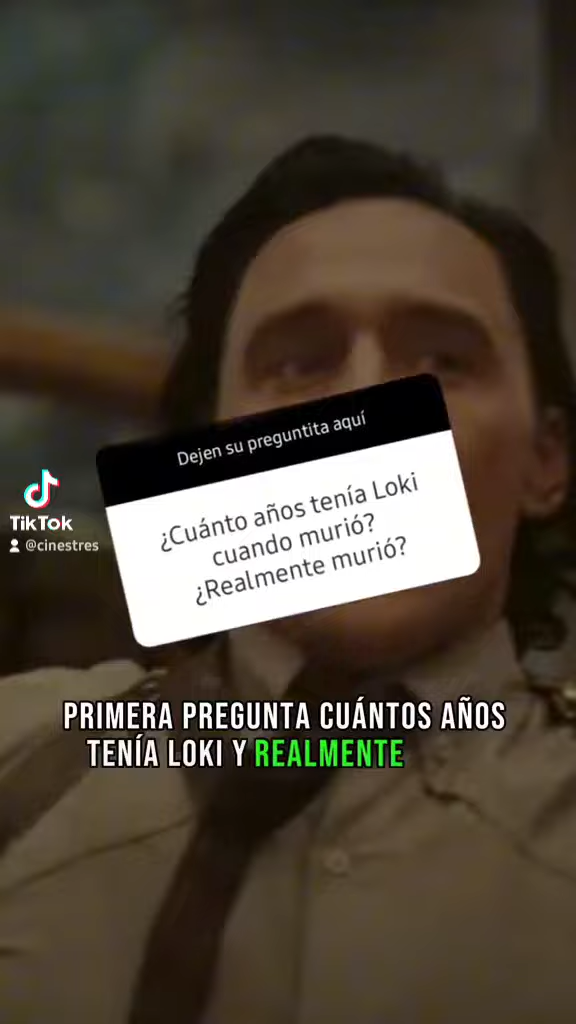 Dejen su preguntita aquí
¿Cuánto años tenía Loki
cuando murió?
¿Realmente murió?
TikTok
@cinestres
PRIMERA PREGUNTA CUÁNTOS AÑOS
TENÍA LOKI Y REALMENTE